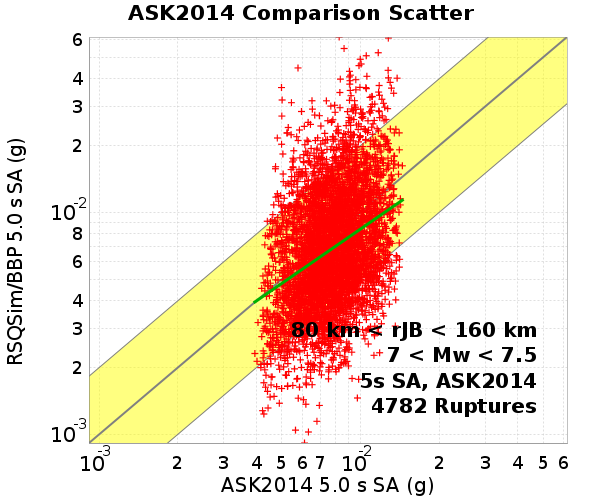 ASK2014 Comparison Scatter
RSQSim/BBP 5.0 s SA (g)
6
4
3
2
10⁻²
8
6
4
3
2
10⁻³
80 km < rJB < 160 km
7 < Mw < 7.5
5s SA, ASK2014
4782 Ruptures
10⁻³ 2 3 4 5 6 7 10⁻² 2 3 4 5 6
ASK2014 5.0 s SA (g)